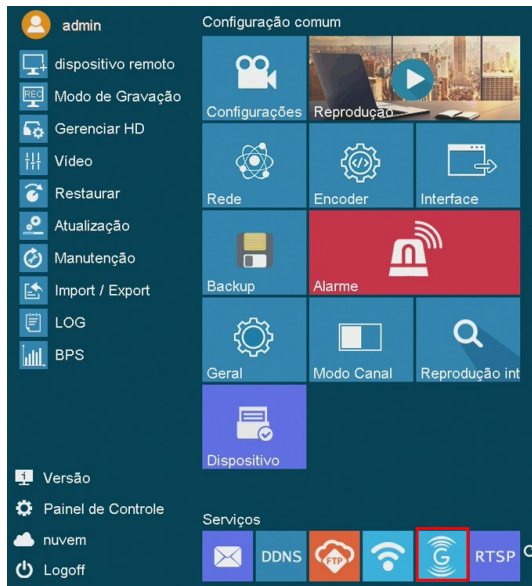 admin
dispositivo remoto
REC
Modo de Gravação
Gerenciar HD
Vídeo
Restaurar
Atualização
Manutenção
Import / Export
LOG
BPS
Versão
Painel de Controle
nuvem
Logoff
Configuração comum
Configurações
Reprodução
Rede
Encoder
Interface
Backup
Alarme
Geral
Modo Canal
Reprodução int
Dispositivo
Serviços
DDNS
FTP
G
RTSP